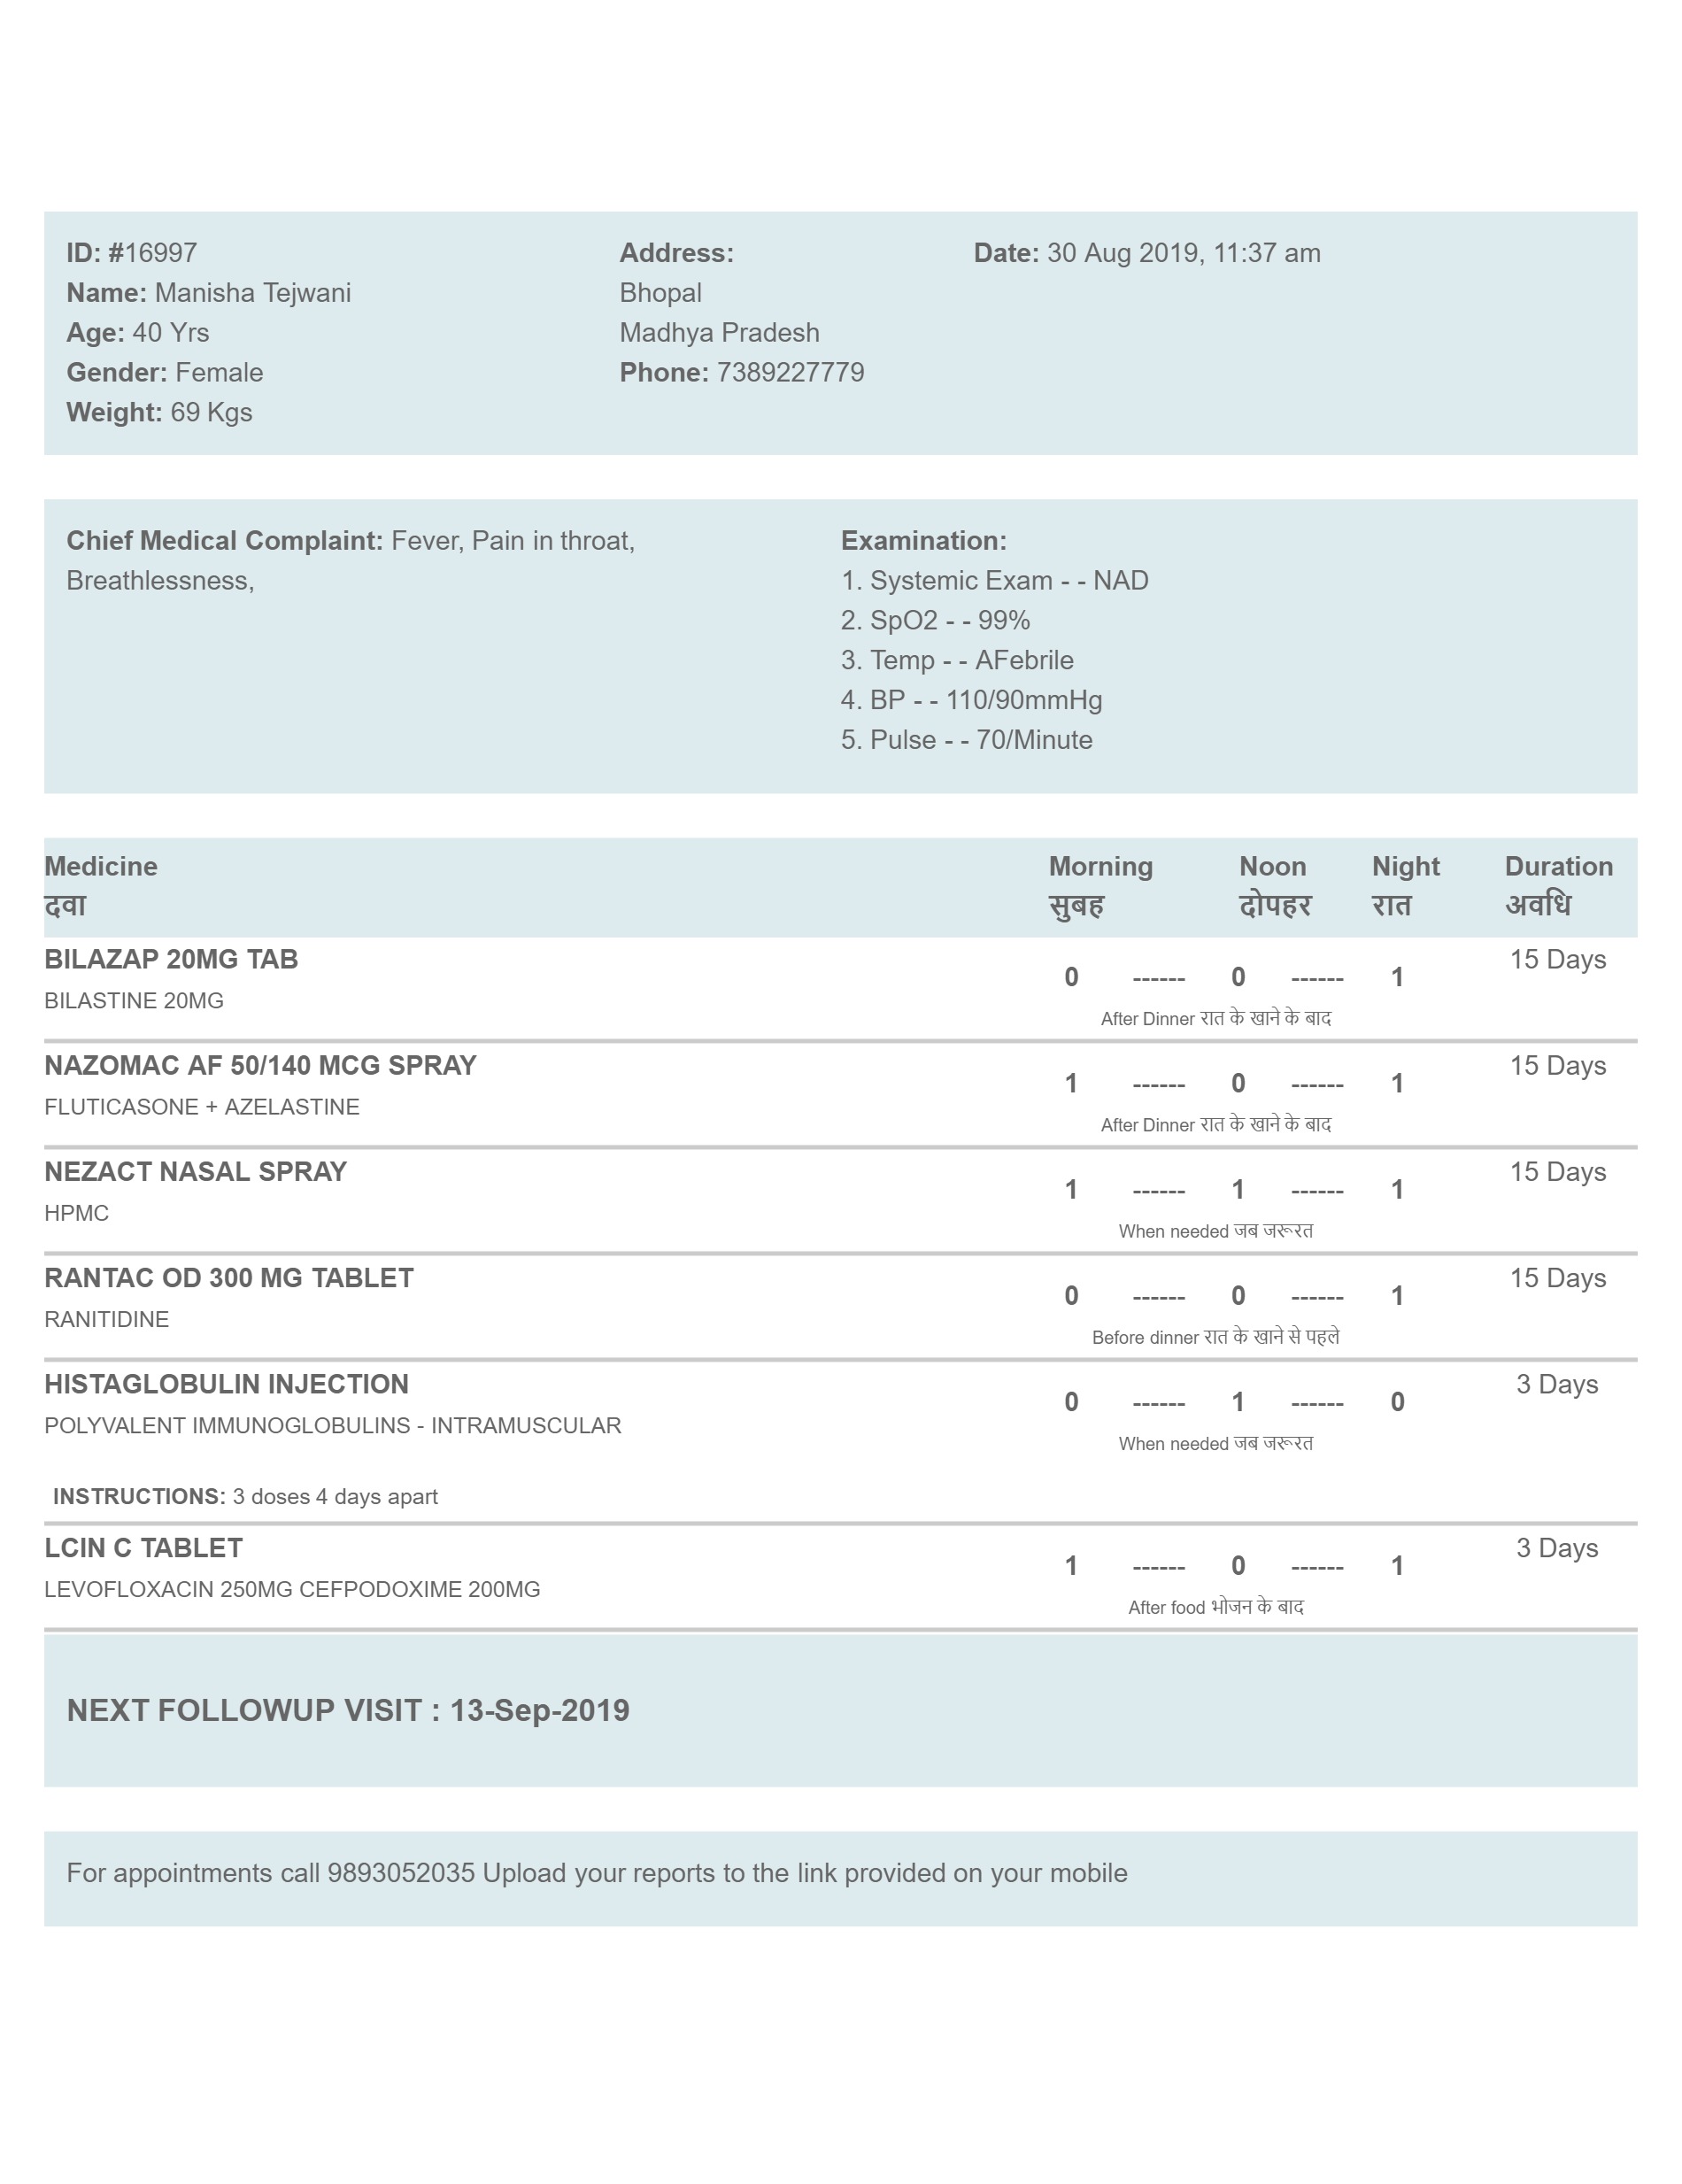 ID: #16997
Name: Manisha Tejwani
Age: 40 Yrs
Gender: Female
Weight: 69 Kgs
Address:
Bhopal
Madhya Pradesh
Phone: 7389227779
Date: 30 Aug 2019, 11:37 am
Chief Medical Complaint: Fever, Pain in throat,
Breathlessness,
Examination:
1. Systemic Exam - - NAD
2. SpO2 - - 99%
3. Temp - - AFebrile
4. BP - - 110/90mmHg
5. Pulse - - 70/Minute
Medicine Morning Noon Night Duration
दवा सुबह दोपहर रात अवधि
BILAZAP 20MG TAB 15 Days
0 ------ 0 ------ 1
BILASTINE 20MG
After Dinner रात के खाने के बाद
NAZOMAC AF 50/140 MCG SPRAY 15 Days
1 ------ 0 ------ 1
FLUTICASONE + AZELASTINE
After Dinner रात के खाने के बाद
NEZACT NASAL SPRAY 15 Days
1 ------ 1 ------ 1
HPMC
When needed जब जरूरत
RANTAC OD 300 MG TABLET 15 Days
0 ------ 0 ------ 1
RANITIDINE
Before dinner रात के खाने से पहले
HISTAGLOBULIN INJECTION 3 Days
0 ------ 1 ------ 0
POLYVALENT IMMUNOGLOBULINS - INTRAMUSCULAR
When needed जब जरूरत
INSTRUCTIONS: 3 doses 4 days apart
LCIN C TABLET 3 Days
1 ------ 0 ------ 1
LEVOFLOXACIN 250MG CEFPODOXIME 200MG
After food भोजन के बाद
NEXT FOLLOWUP VISIT : 13-Sep-2019
For appointments call 9893052035 Upload your reports to the link provided on your mobile